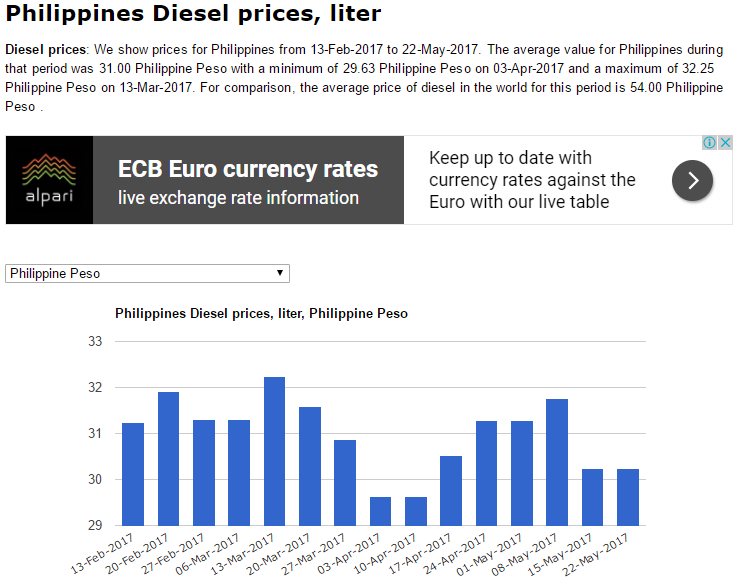 Philippines Diesel prices, liter
Diesel prices: We show prices for Philippines from 13-Feb-2017 to 22-May-2017. The average value for Philippines during
that period was 31.00 Philippine Peso with a minimum of 29.63 Philippine Peso on 03-Apr-2017 and a maximum of 32.25
Philippine Peso on 13-Mar-2017. For comparison, the average price of diesel in the world for this period is 54.00 Philippine
Peso .
alpari
ECB Euro currency rates
live exchange rate information
Keep up to date with
currency rates against the
Euro with our live table
Philippine Peso
Philippines Diesel prices, liter, Philippine Peso
33
32
31
30
29
13-Feb-2017
20-Feb-2017
27-Feb-2017
06-Mar-2017
13-Mar-2017
20-Mar-2017
27-Mar-2017
03-Apr-2017
10-Apr-2017
17-Apr-2017
24-Apr-2017
01-May-2017
08-May-2017
15-May-2017
22-May-2017